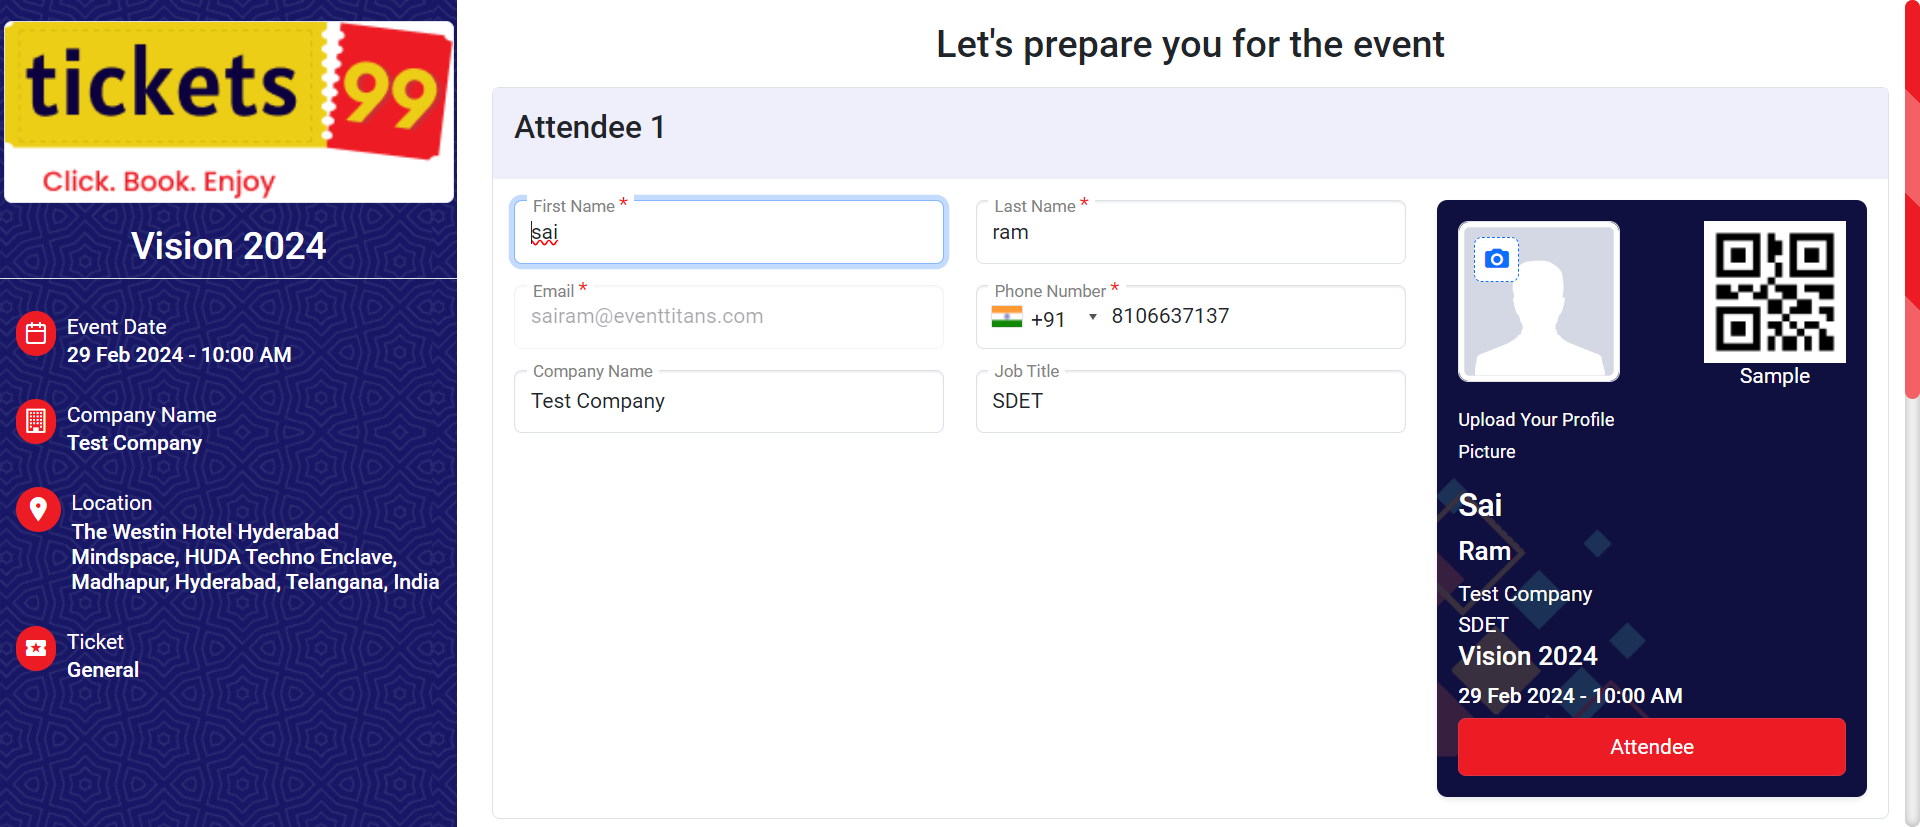 tickets 99
Click. Book. Enjoy
Vision 2024
Event Date
29 Feb 2024 - 10:00 AM
Company Name
Test Company
Location
The Westin Hotel Hyderabad
Mindspace, HUDA Techno Enclave,
Madhapur, Hyderabad, Telangana, India
Ticket
General
Let's prepare you for the event
Attendee 1
First Name *
sai
Last Name *
ram
Email *
sairam@eventtitans.com
Phone Number *
+91 8106637137
Company Name
Test Company
Job Title
SDET
Sample
Upload Your Profile
Picture
Sai
Ram
Test Company
SDET
Vision 2024
29 Feb 2024 - 10:00 AM
Attendee